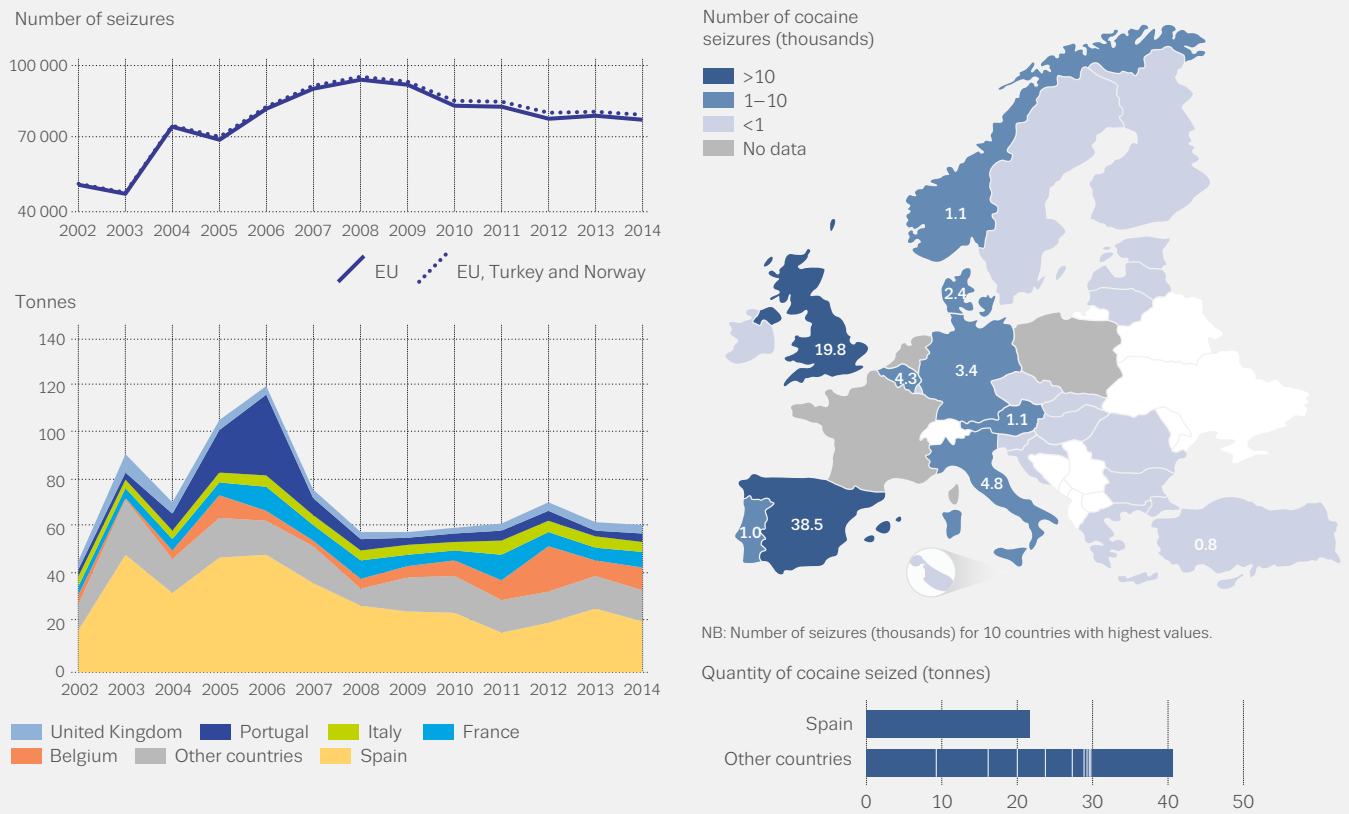 Number of seizures
100 000
70 000
40 000
2002 2003 2004 2005 2006 2007 2008 2009 2010 2011 2012 2013 2014
EU
EU, Turkey and Norway
Tonnes
140
120
100
80
60
40
20
0
2002 2003 2004 2005 2006 2007 2008 2009 2010 2011 2012 2013 2014
United Kingdom Portugal Italy France
Belgium Other countries Spain
Number of cocaine
seizures (thousands)
>10
1–10
<1
No data
1.1
2.4
19.8
4.3
3.4
1.1
4.8
1.0
38.5
0.8
NB: Number of seizures (thousands) for 10 countries with highest values.
Quantity of cocaine seized (tonnes)
Spain
Other countries
0 10 20 30 40 50